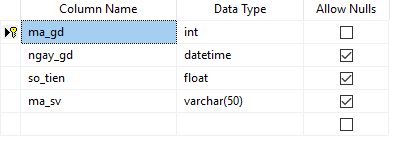 Column Name Data Type Allow Nulls
ma_gd int
ngay_gd datetime
so_tien float
ma_sv varchar(50)